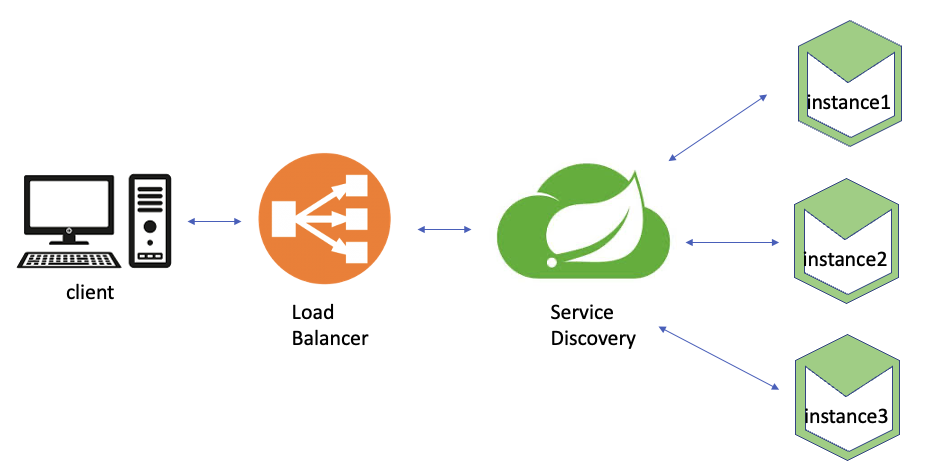 client
Load
Balancer
Service
Discovery
instance1
instance2
instance3